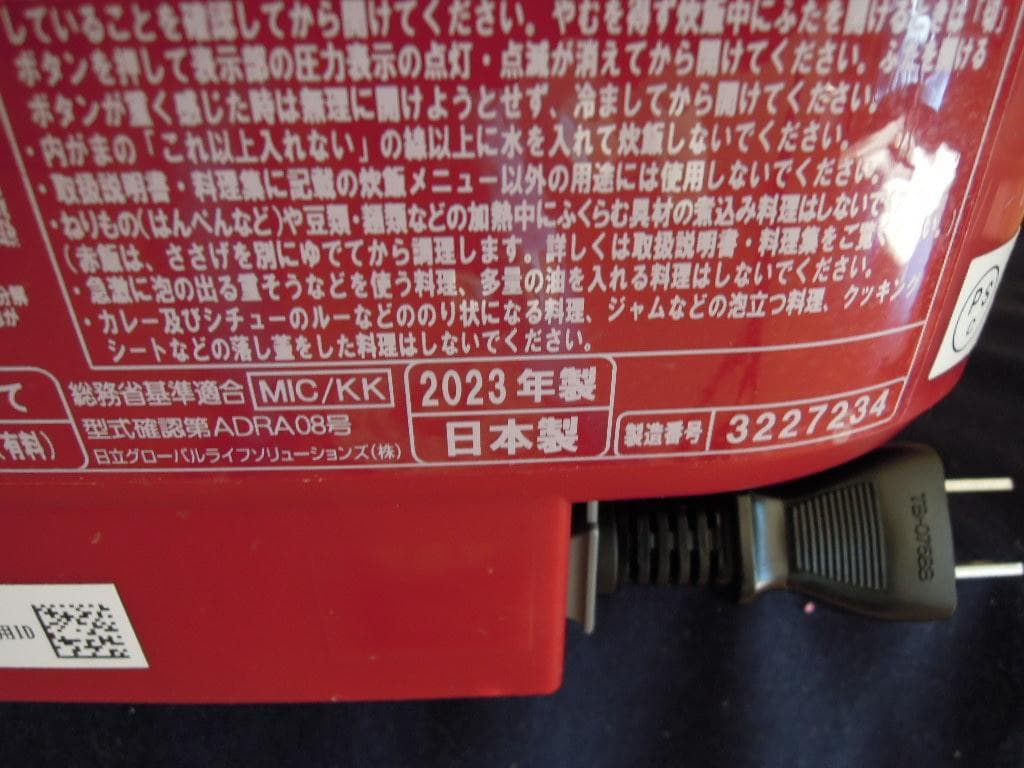 していることを確認してから開けてください。やむを得ず炊飯中にふたを開けるときは「切」
ボタンを押して表示部の圧力表示の点灯・点滅が消えてから開けてください。ふたを開ける
ボタンが重く感じた時は無理に開けようとせず、冷ましてから開けてください。
・内がまの「これ以上入れない」の線以上に水を入れて炊飯しないでください。
・取扱説明書・料理集に記載の炊飯メニュー以外の用途には使用しないでください。
・ねりもの(はんぺんなど)や豆類・麺類などの加熱中にふくらむ具材の煮込み料理はしないで
(赤飯は、ささげを別にゆでてから調理します。詳しくは取扱説明書・料理集をご
・急激に泡の出る重そうなどを使う料理、多量の油を入れる料理はしないでください。
・カレー及びシチューのルーなどののり状になる料理、ジャムなどの泡立つ料理、クッキング
シートなどの落し蓋をした料理はしないでください。
分解
て
(有料)
総務省基準適合 MIC/KK
型式確認第ADRA08号
日立グローバルライフソリューションズ(株)
2023年製
日本製
製造番号 3227234
PS
C
用ID